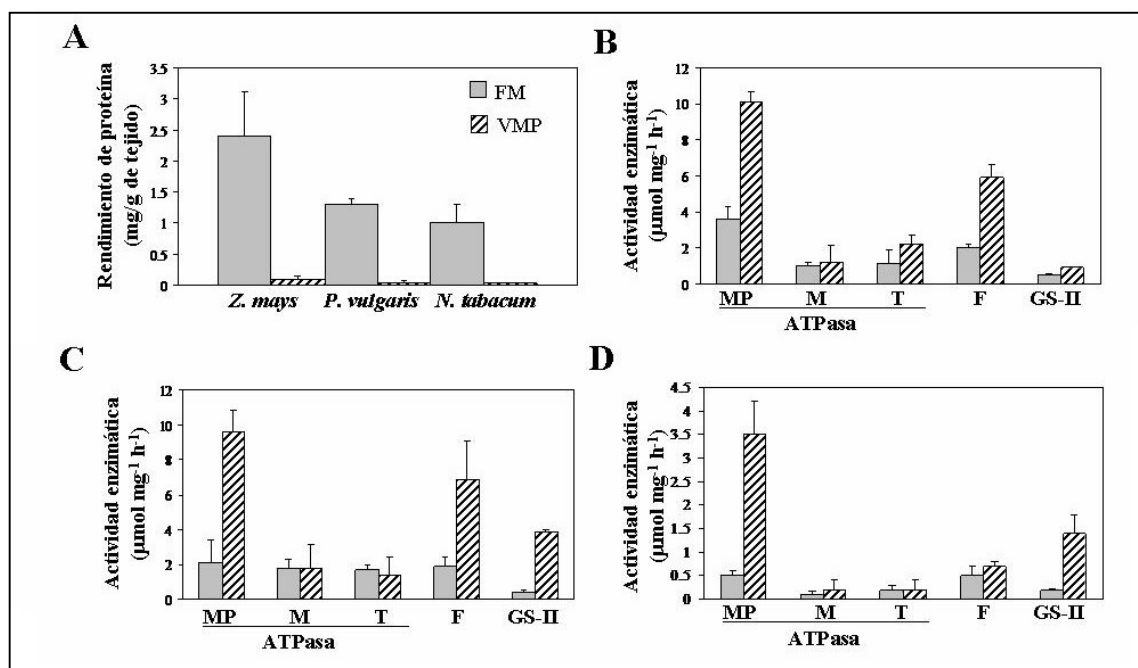 A
Rendimiento de proteína
(mg/g de tejido)
3.5
3
2.5
2
1.5
1
0.5
0
FM
VMP
Z. mays P. vulgaris N. tabacum
B
Actividad enzimática
(µmol mg⁻¹ h⁻¹)
12
10
8
6
4
2
0
MP M T F GS-II
ATPasa
C
Actividad enzimática
(µmol mg⁻¹ h⁻¹)
12
10
8
6
4
2
0
MP M T F GS-II
ATPasa
D
Actividad enzimática
(µmol mg⁻¹ h⁻¹)
4.5
4
3.5
3
2.5
2
1.5
1
0.5
0
MP M T F GS-II
ATPasa